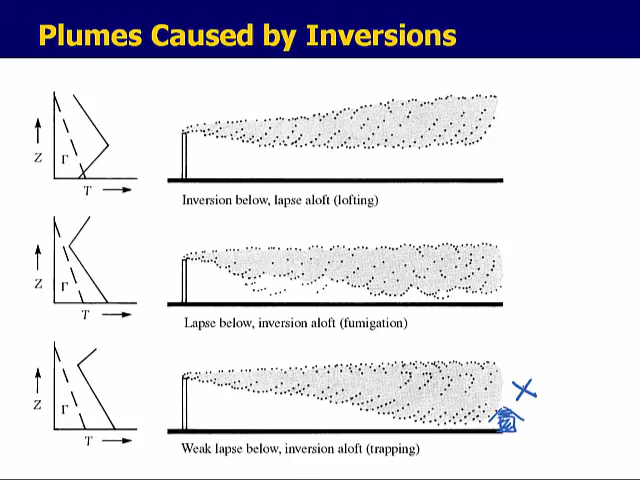 Plumes Caused by Inversions
Z
Γ
T
Inversion below, lapse aloft (lofting)
Z
Γ
T
Lapse below, inversion aloft (fumigation)
Z
Γ
T
Weak lapse below, inversion aloft (trapping)